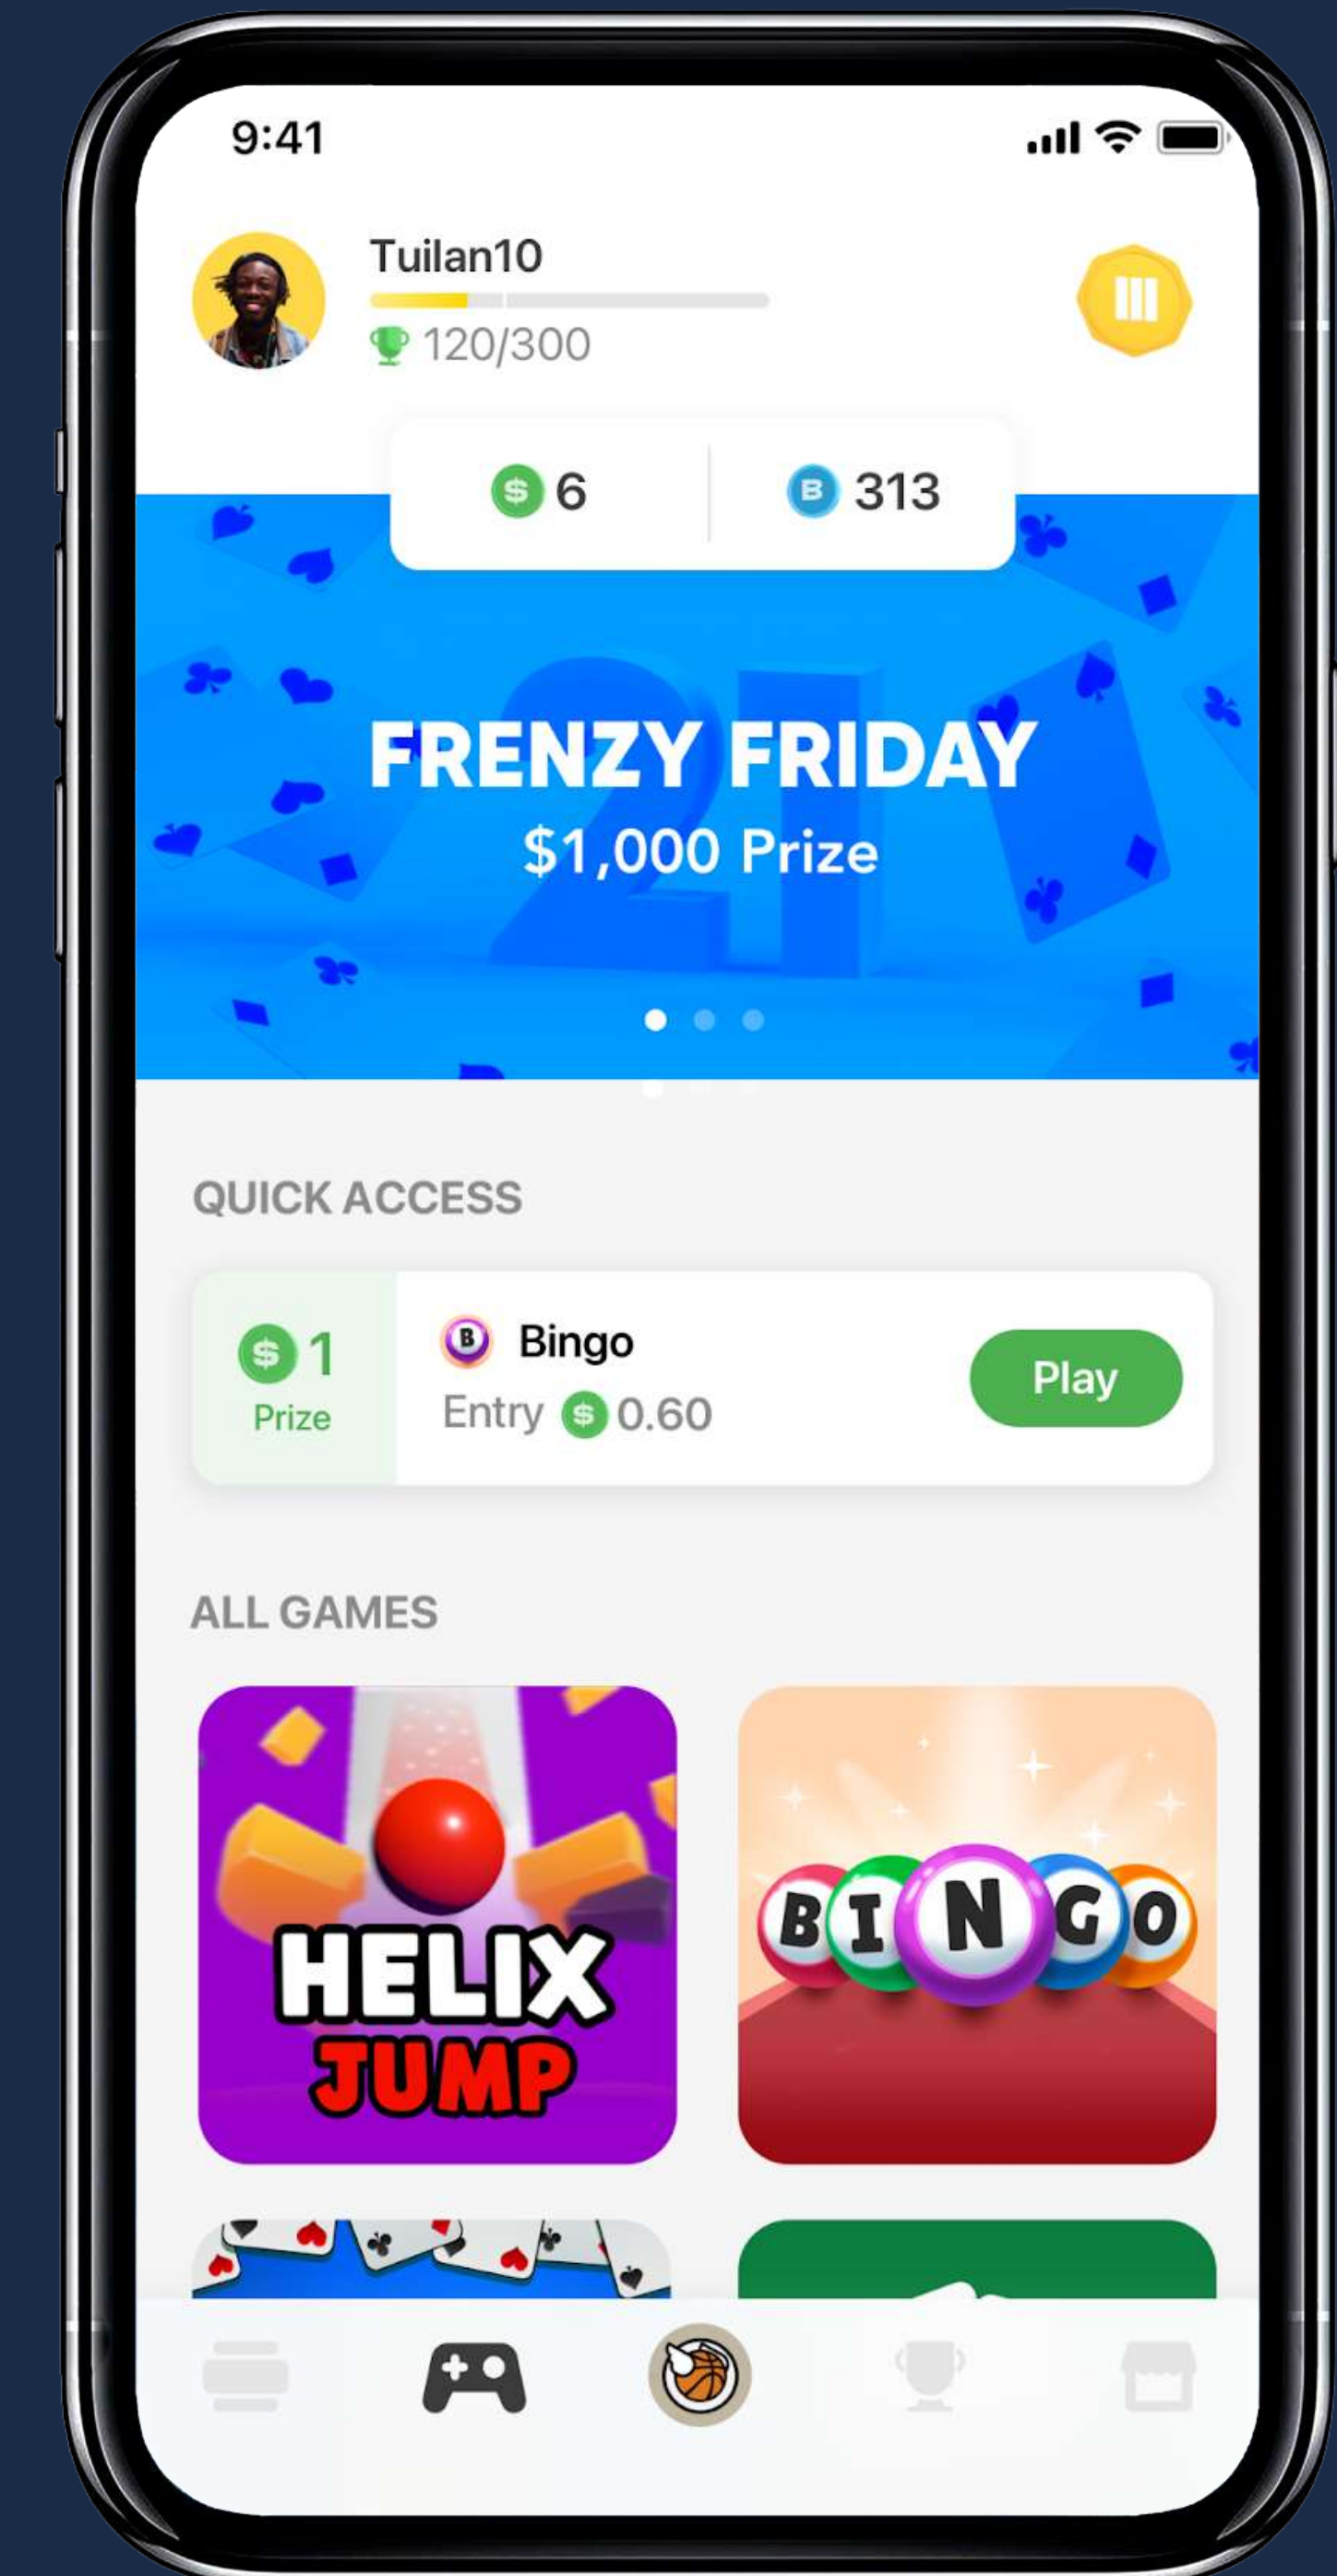 9:41
Tuilan10
120/300
$ 6
B 313
21
FRENZY FRIDAY
$1,000 Prize
QUICK ACCESS
$ 1
Prize
B Bingo
Entry $ 0.60
Play
ALL GAMES
HELIX
JUMP
BINGO